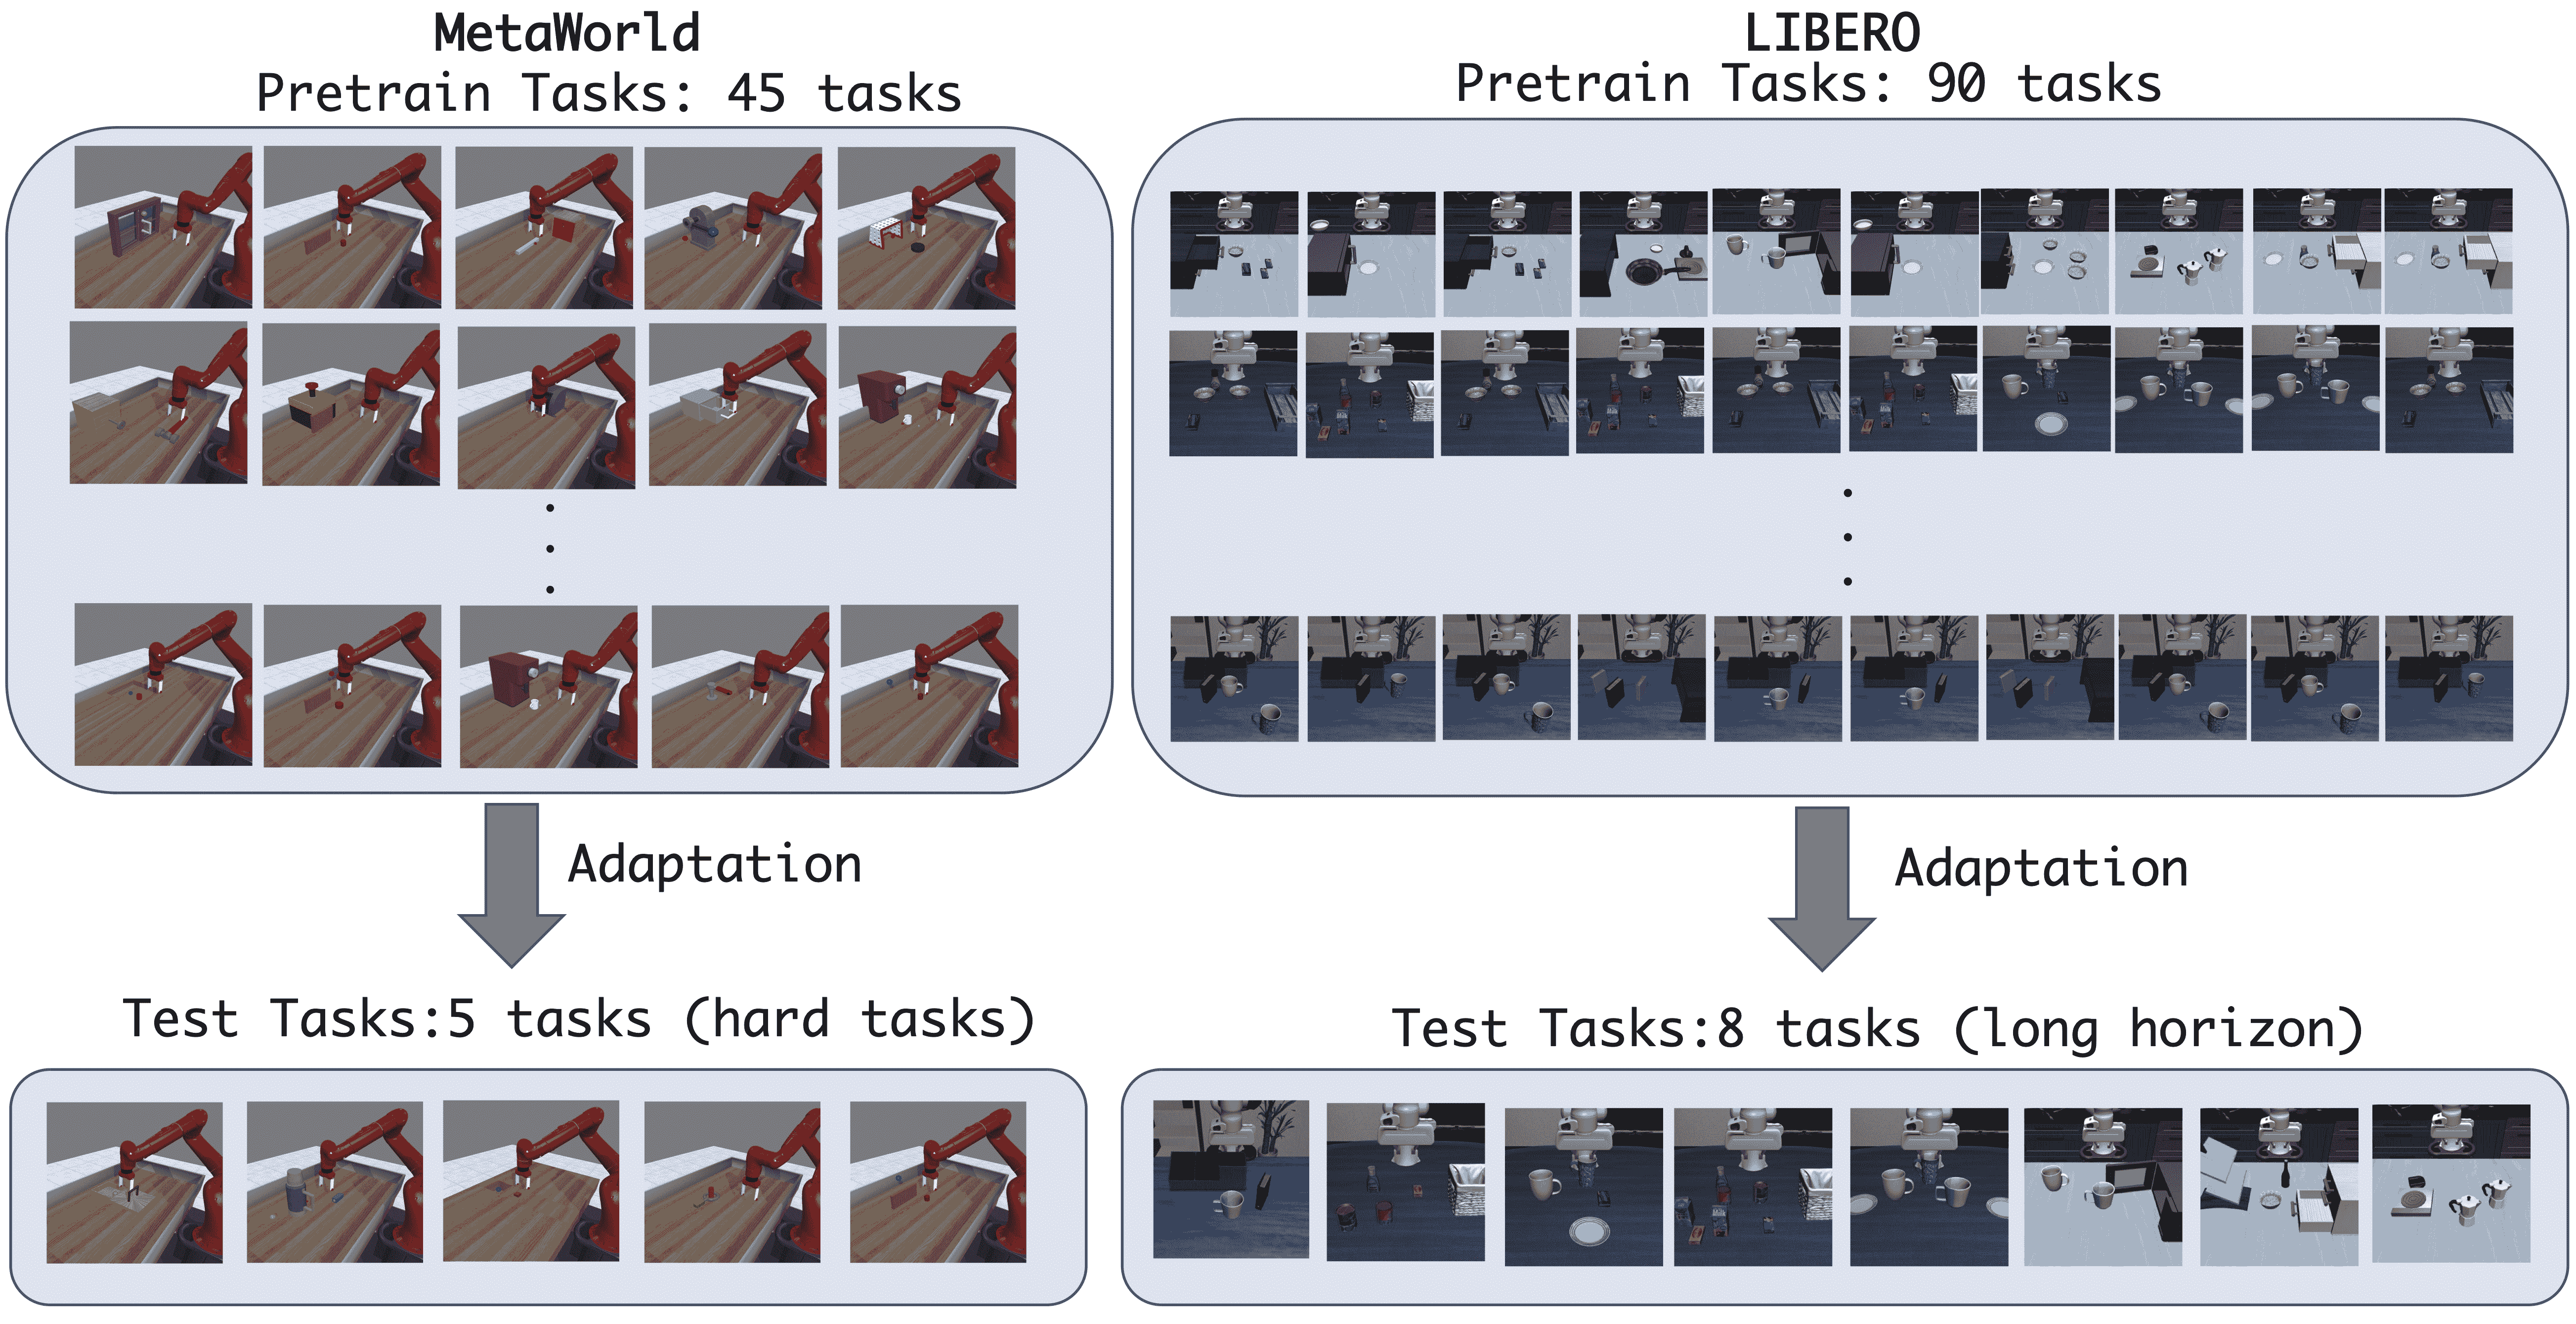 MetaWorld
Pretrain Tasks: 45 tasks
Adaptation
Test Tasks:5 tasks (hard tasks)
LIBERO
Pretrain Tasks: 90 tasks
Adaptation
Test Tasks:8 tasks (long horizon)